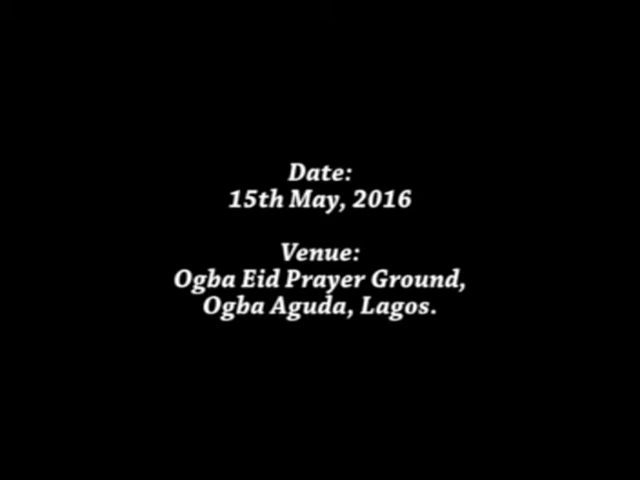 Date:
15th May, 2016
Venue:
Ogba Eid Prayer Ground,
Ogba Aguda, Lagos.